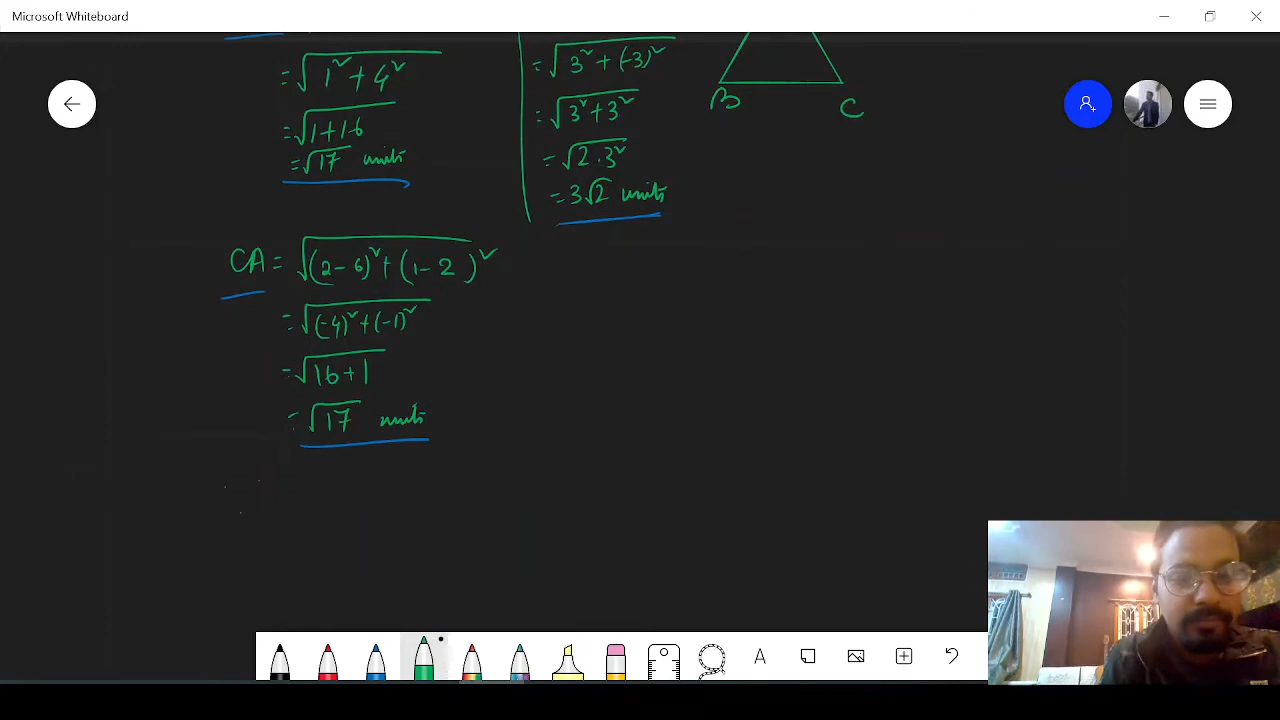 Microsoft Whiteboard
=√1²+4²
=√1+16
=√17 units
=√3²+(-3)²
=√3²+3²
=√2.3²
=3√2 units
B C
CA=√(2-6)²+(1-2)²
=√(-4)²+(-1)²
=√16+1
=√17 units
A